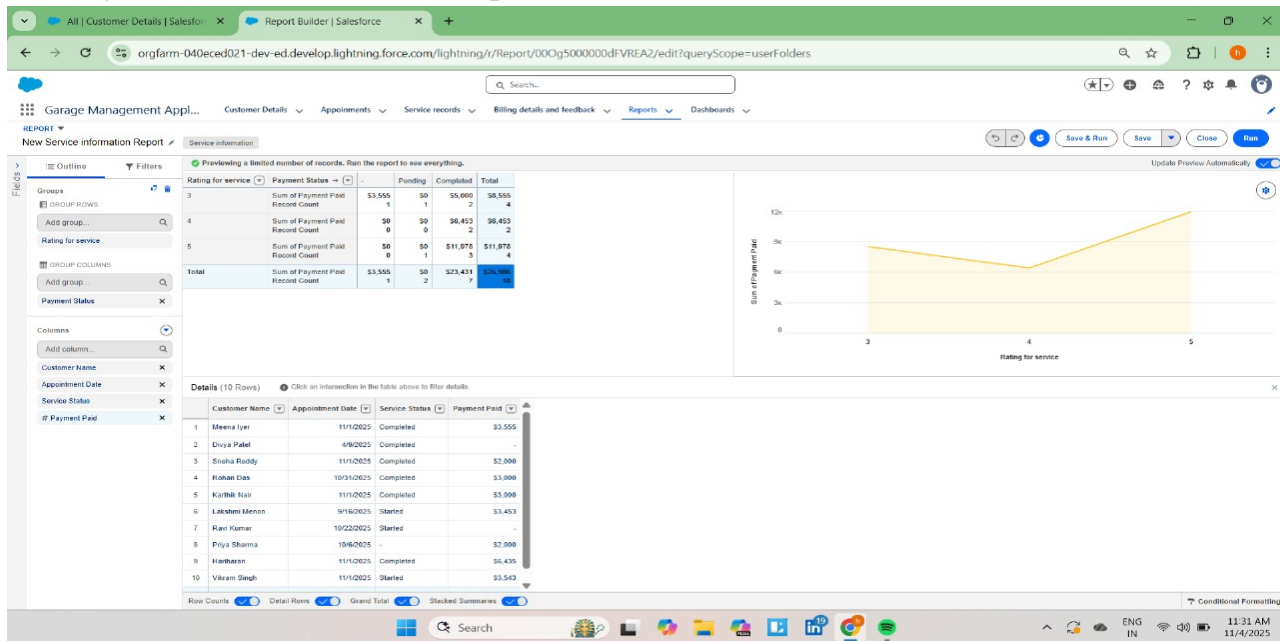 All | Customer Details | Salesfor
Report Builder | Salesforce
orgfarm-040eced021-dev-ed.develop.lightning.force.com/lightning/r/Report/00Og5000000dFVREA2/edit?queryScope=userFolders
h
Search...
Garage Management Appl...
Customer Details
Appoinments
Service records
Billing details and feedback
Reports
Dashboards
REPORT
New Service information Report
Service information
Save & Run
Save
Close
Run
Fields
Outline
Filters
Previewing a limited number of records. Run the report to see everything.
Update Preview Automatically
Groups
GROUP ROWS
Add group...
Rating for service
GROUP COLUMNS
Add group...
Payment Status
Columns
Add column...
Customer Name
Appointment Date
Service Status
# Payment Paid
Rating for service Payment Status → - Pending Completed Total
3 Sum of Payment Paid $3,555 $0 $5,000 $8,555
Record Count 1 1 2 4
4 Sum of Payment Paid $0 $0 $6,453 $6,453
Record Count 0 0 2 2
5 Sum of Payment Paid $0 $0 $11,978 $11,978
Record Count 0 1 3 4
Total Sum of Payment Paid $3,555 $0 $23,431 $26,986
Record Count 1 2 7 10
Sum of Payment Paid
12k
9k
6k
3k
0
3 4 5
Rating for service
Details (10 Rows) Click an intersection in the table above to filter details.
Customer Name Appointment Date Service Status Payment Paid
1 Meena Iyer 11/1/2025 Completed $3,555
2 Divya Patel 4/9/2025 Completed -
3 Sneha Reddy 11/1/2025 Completed $2,000
4 Rohan Das 10/31/2025 Completed $3,000
5 Karthik Nair 11/1/2025 Completed $3,000
6 Lakshmi Menon 9/16/2025 Started $3,453
7 Ravi Kumar 10/22/2025 Started -
8 Priya Sharma 10/6/2025 - $2,000
9 Hariharan 11/1/2025 Completed $6,435
10 Vikram Singh 11/1/2025 Started $3,543
Row Counts
Detail Rows
Grand Total
Stacked Summaries
Conditional Formatting
Search
ENG
IN
11:31 AM
11/4/2025